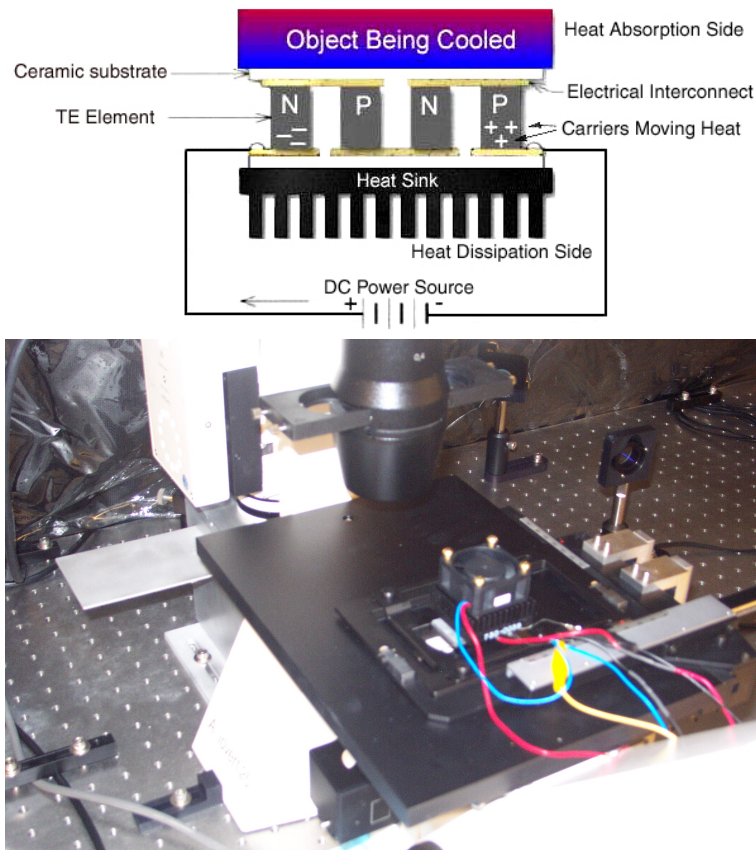 Object Being Cooled
Heat Absorption Side
Ceramic substrate
Electrical Interconnect
N
P
N
P
TE Element
Carriers Moving Heat
Heat Sink
Heat Dissipation Side
DC Power Source
+
-